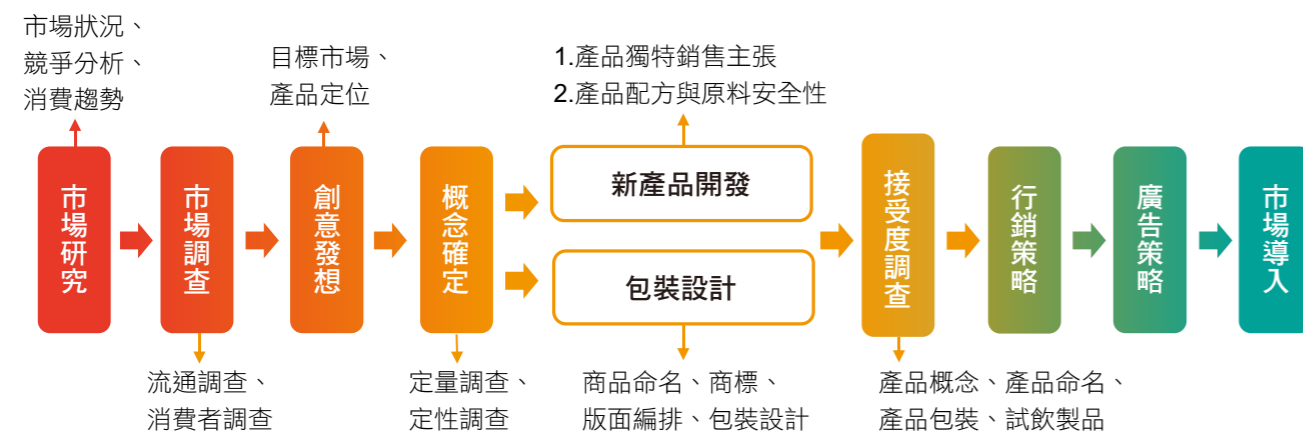 市場狀況、
競爭分析、
消費趨勢
目標市場、
產品定位
1.產品獨特銷售主張
2.產品配方與原料安全性
市場研究
市場調查
創意發想
概念確定
新產品開發
包裝設計
接受度調查
行銷策略
廣告策略
市場導入
流通調查、
消費者調查
定量調查、
定性調查
商品命名、商標、
版面編排、包裝設計
產品概念、產品命名、
產品包裝、試飲製品